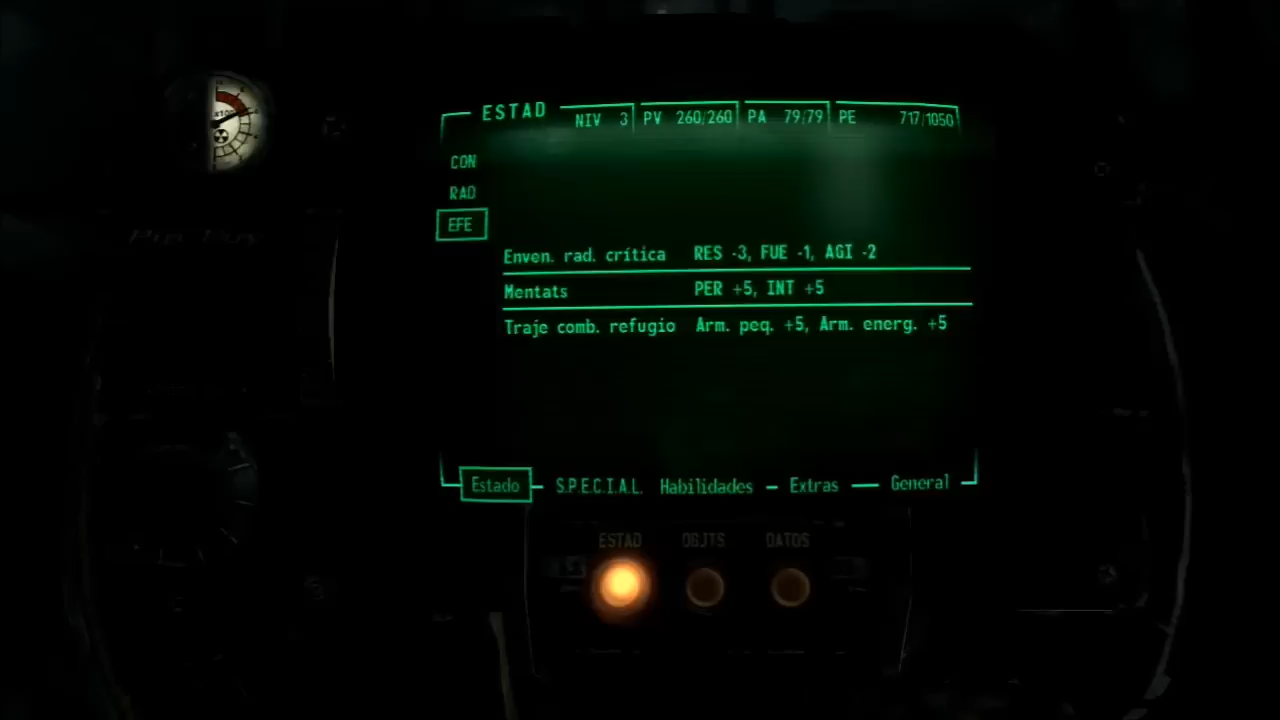 ESTAD NIV 3 PV 260/260 PA 79/79 PE 717/1050
CON
RAD
EFE
Enven. rad. crítica RES -3, FUE -1, AGI -2
Mentats PER +5, INT +5
Traje comb. refugio Arm. peq. +5, Arm. energ. +5
Estado S.P.E.C.I.A.L. Habilidades Extras General
ESTAD OBJTS DATOS